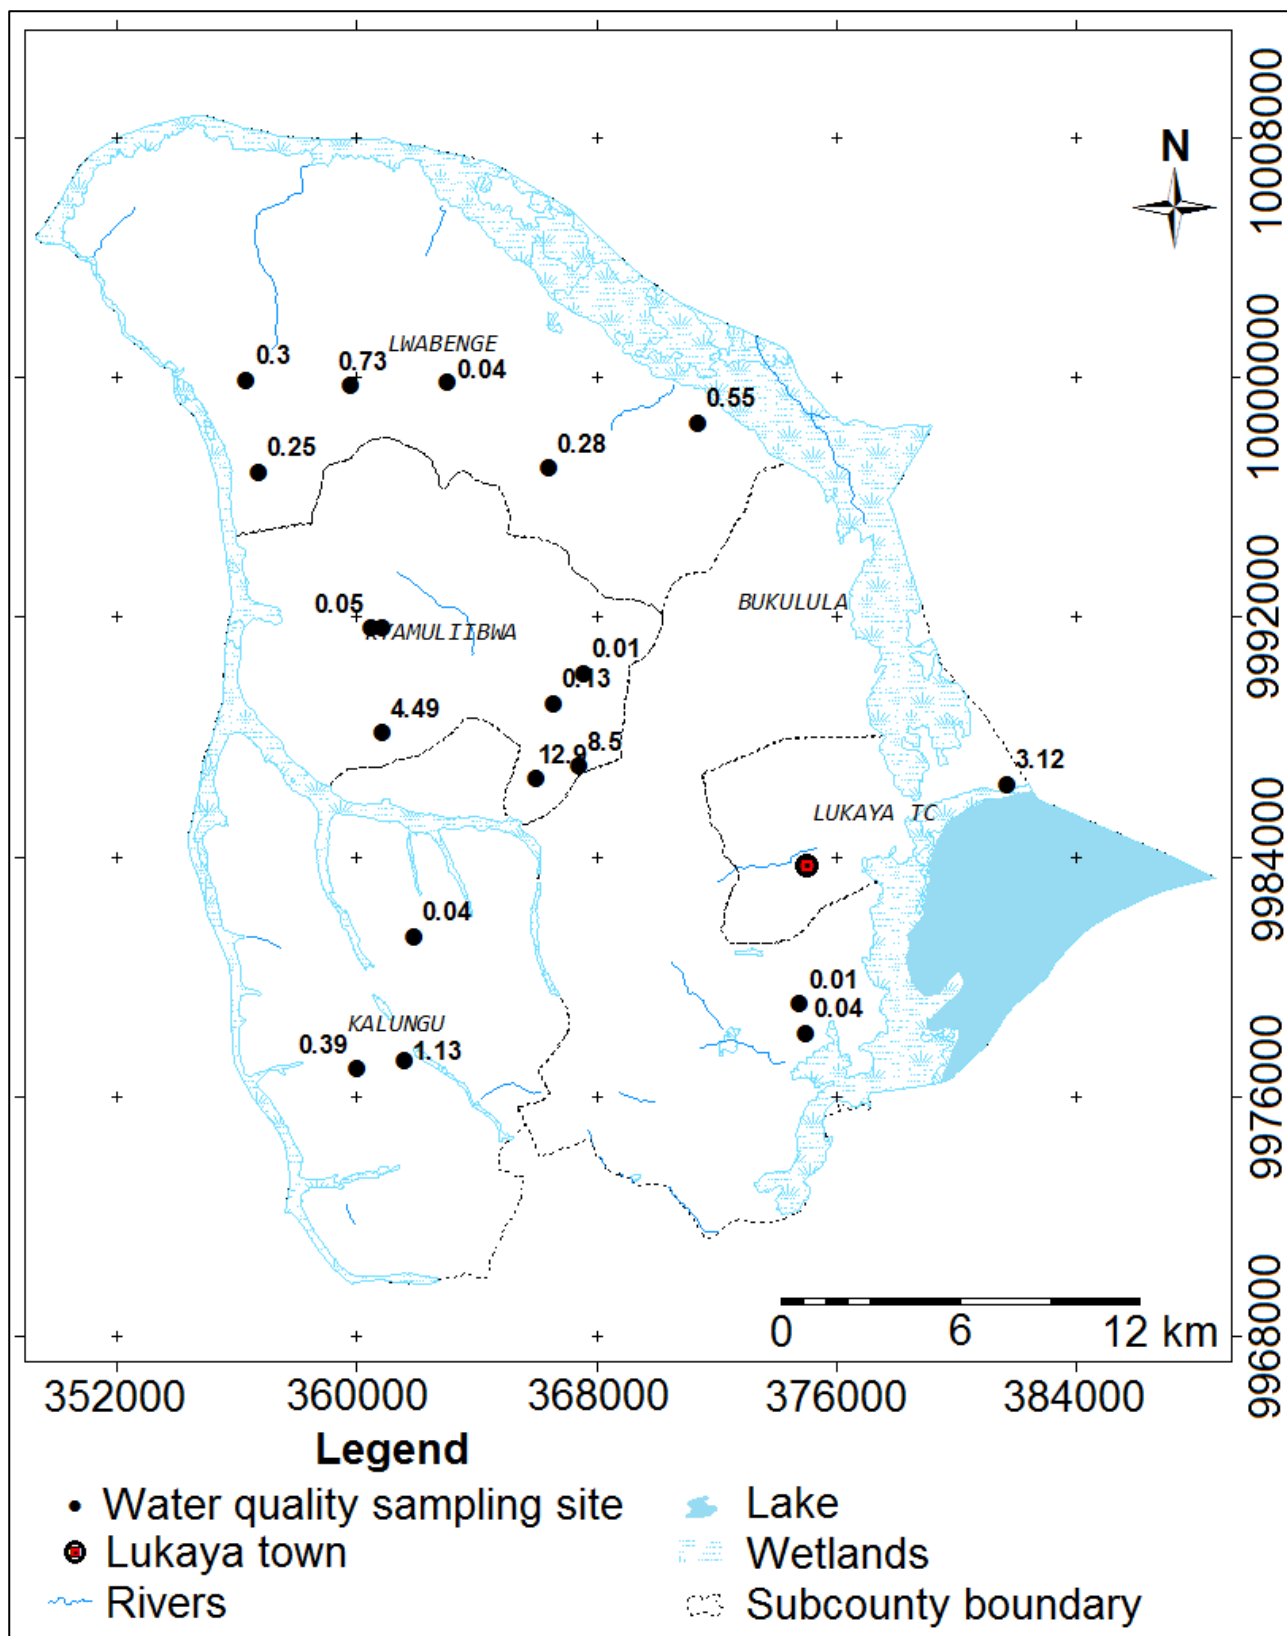 N
10008000
10000000
9992000
9984000
9976000
9968000
LWABENGE
0.3
0.73
0.04
0.55
0.25
0.28
BUKULULA
0.05
KYAMULIIBWA
0.01
0.13
4.49
12.9
8.5
3.12
LUKAYA TC
0.04
0.01
0.04
KALUNGU
0.39
1.13
0 6 12 km
352000 360000 368000 376000 384000
Legend
Water quality sampling site
Lukaya town
Rivers
Lake
Wetlands
Subcounty boundary